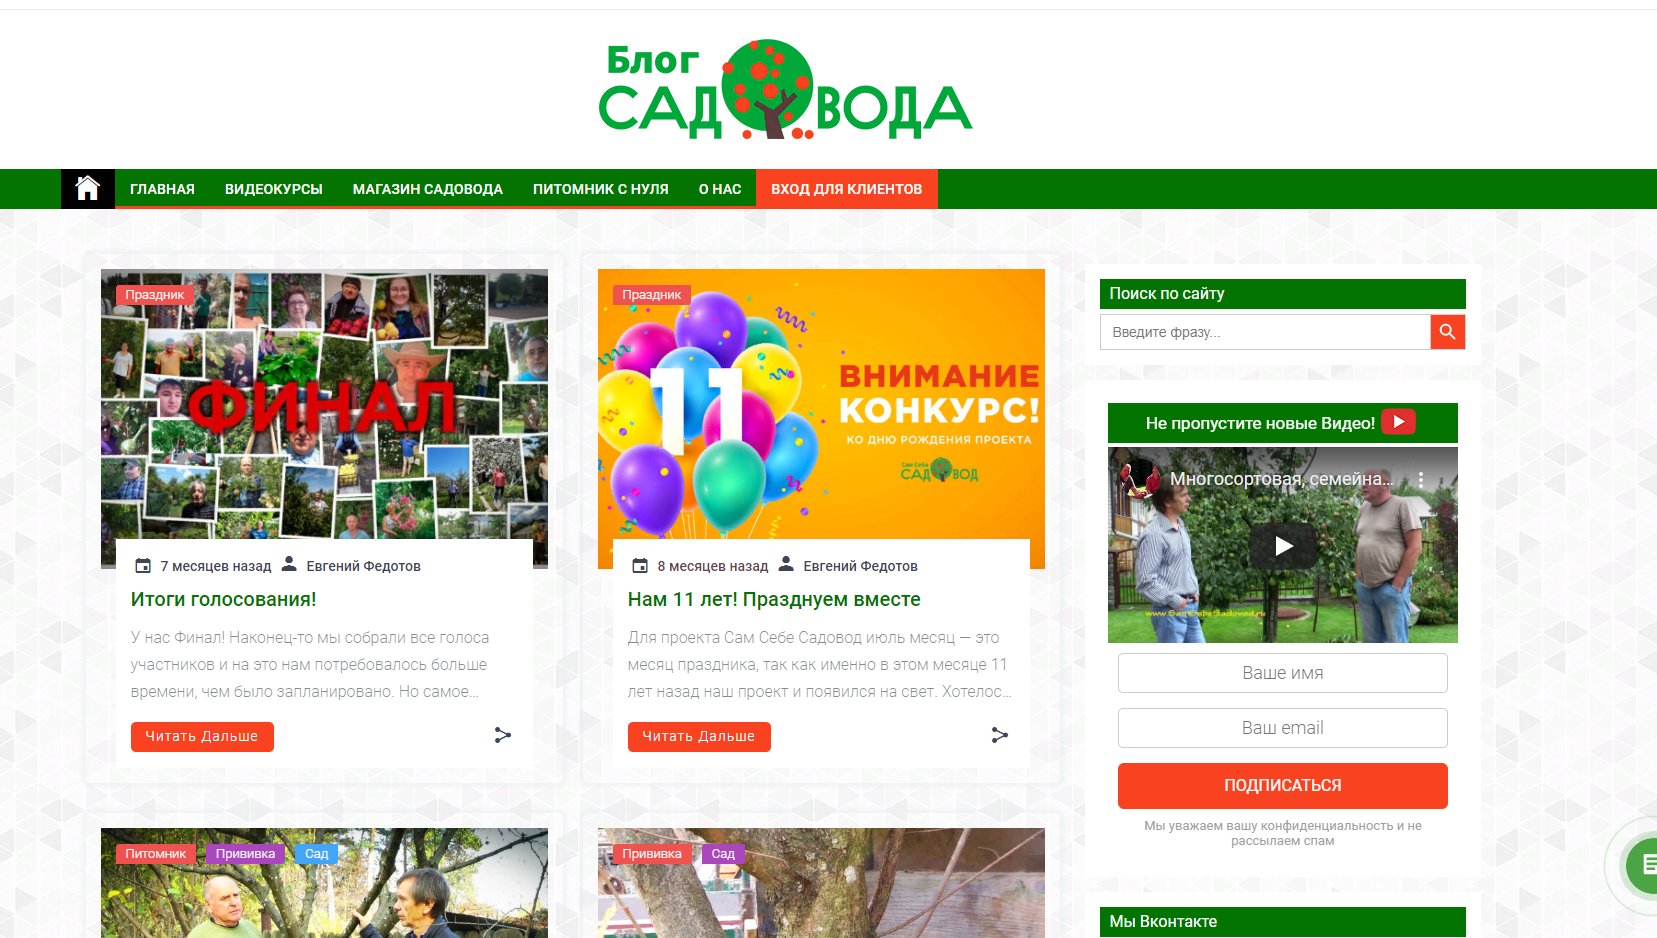 Блог
САДОВОДА
ГЛАВНАЯ ВИДЕОКУРСЫ МАГАЗИН САДОВОДА ПИТОМНИК С НУЛЯ О НАС ВХОД ДЛЯ КЛИЕНТОВ
Праздник
ФИНАЛ
7 месяцев назад Евгений Федотов
Итоги голосования!
У нас Финал! Наконец-то мы собрали все голоса
участников и на это нам потребовалось больше
времени, чем было запланировано. Но самое...
Читать Дальше
Праздник
11
ВНИМАНИЕ
КОНКУРС!
КО ДНЮ РОЖДЕНИЯ ПРОЕКТА
Сам Себе
САДОВОД
8 месяцев назад Евгений Федотов
Нам 11 лет! Празднуем вместе
Для проекта Сам Себе Садовод июль месяц — это
месяц праздника, так как именно в этом месяце 11
лет назад наш проект и появился на свет. Хотелос...
Читать Дальше
Питомник Прививка Сад
Прививка Сад
Поиск по сайту
Введите фразу...
Не пропустите новые Видео!
Многосортовая, семейна...
www.SamSebeSadovod.ru
Ваше имя
Ваш email
ПОДПИСАТЬСЯ
Мы уважаем вашу конфиденциальность и не
рассылаем спам
Мы Вконтакте